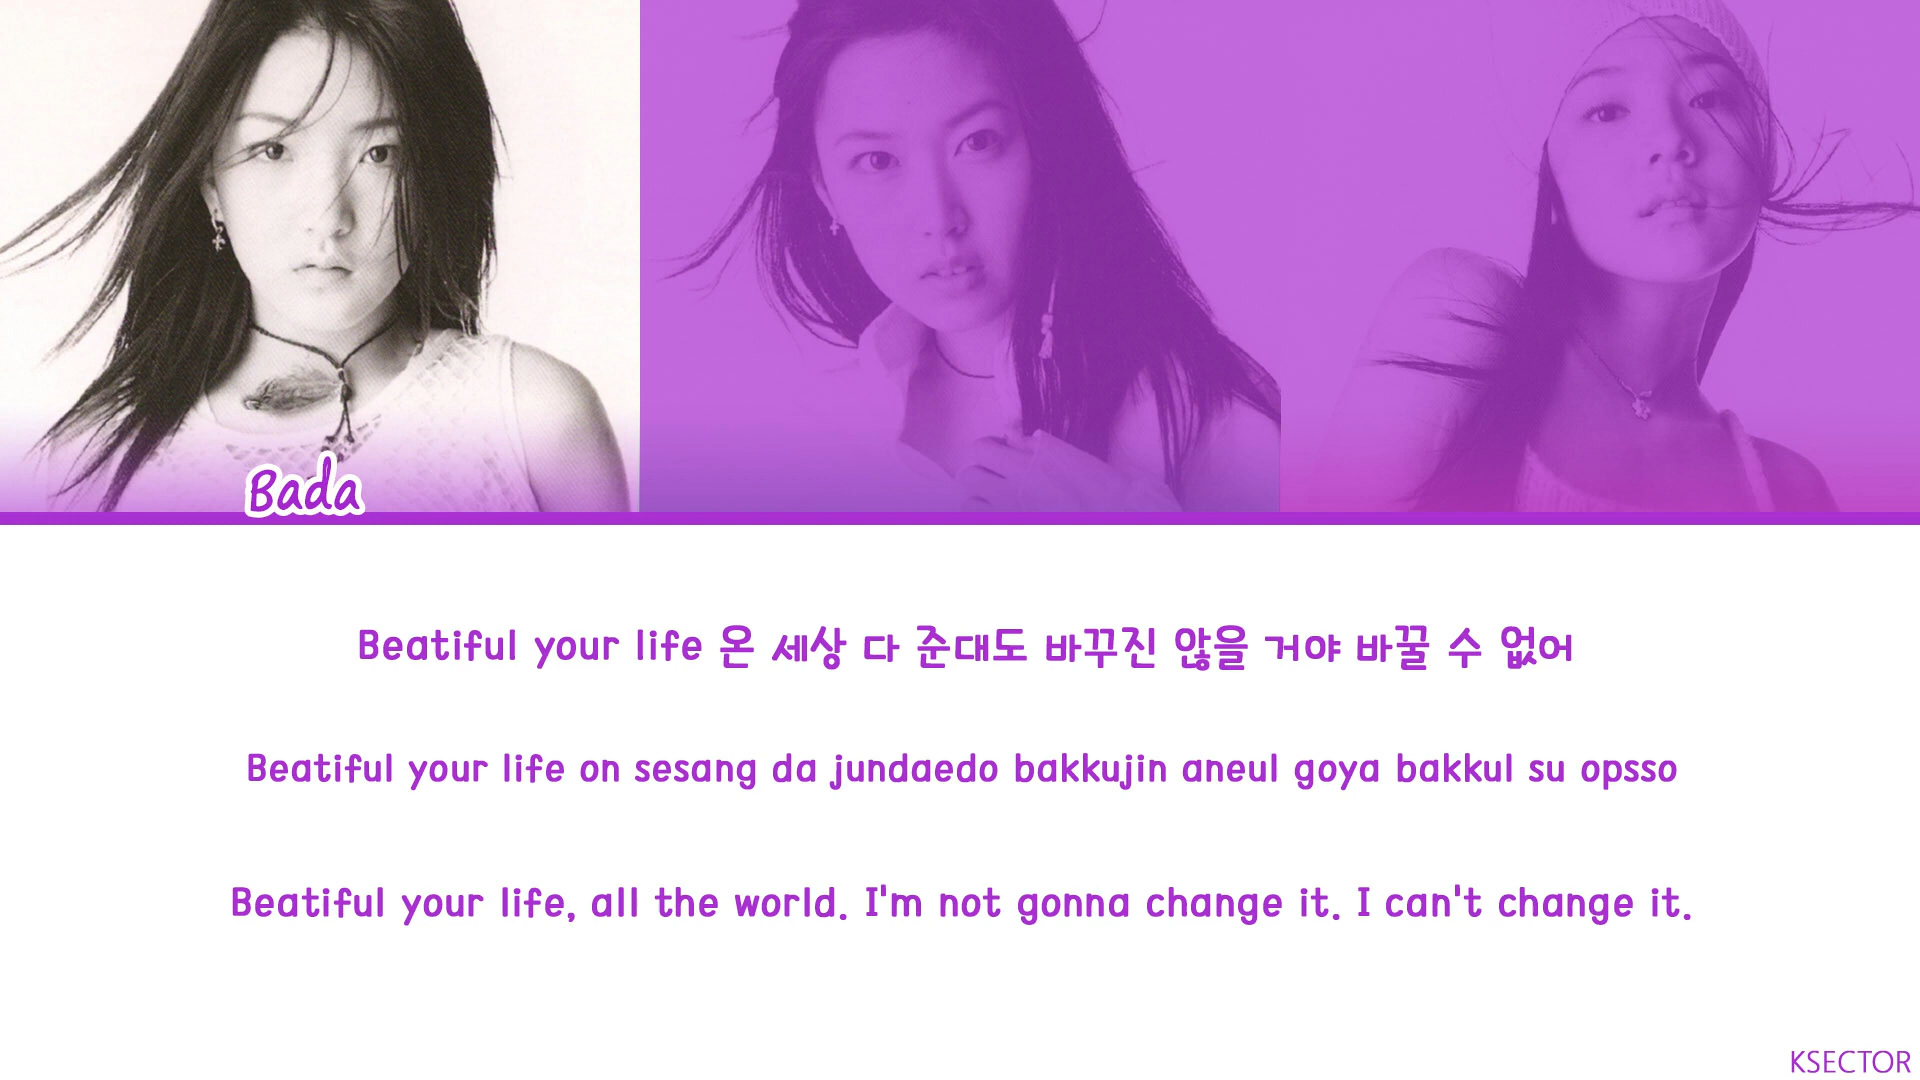 Bada
Beatiful your life 온 세상 다 준대도 바꾸진 않을 거야 바꿀 수 없어
Beatiful your life on sesang da jundaedo bakkujin aneul goya bakkul su opsso
Beatiful your life, all the world. I'm not gonna change it. I can't change it.
KSECTOR